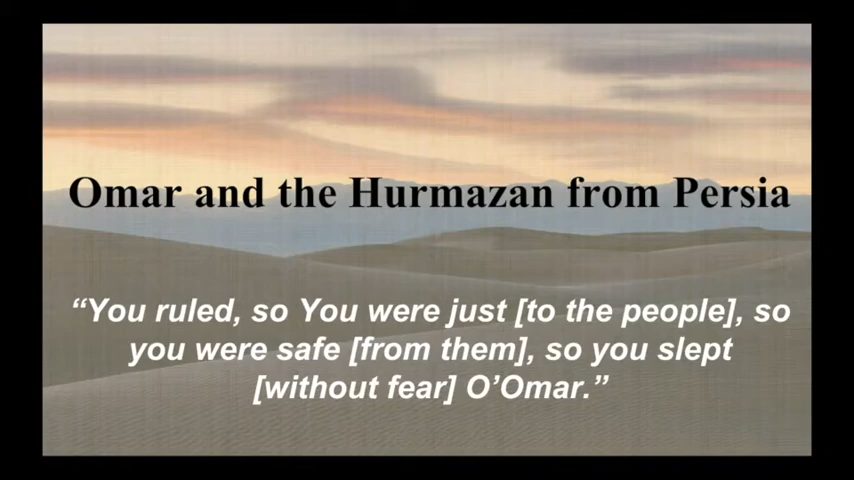 Omar and the Hurmazan from Persia
“You ruled, so You were just [to the people], so
you were safe [from them], so you slept
[without fear] O’Omar.”